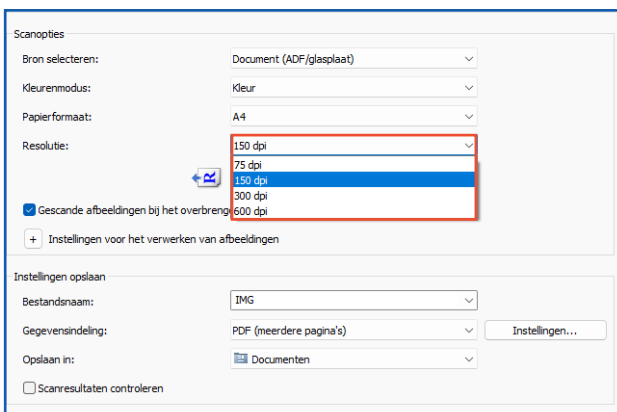 Scanopties
Bron selecteren: Document (ADF/glasplaat)
Kleurenmodus: Kleur
Papierformaat: A4
Resolutie: 150 dpi
75 dpi
150 dpi
R
300 dpi
Gescande afbeeldingen bij het overbreng 600 dpi
+ Instellingen voor het verwerken van afbeeldingen
Instellingen opslaan
Bestandsnaam: IMG
Gegevensindeling: PDF (meerdere pagina's) Instellingen...
Opslaan in: Documenten
Scanresultaten controleren